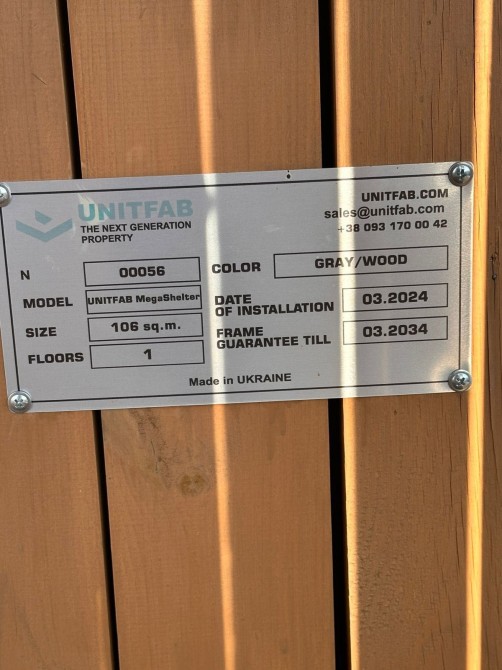 UNITFAB
THE NEXT GENERATION
PROPERTY
UNITFAB.COM
sales@unitfab.com
+38 093 170 00 42
N 00056
MODEL UNITFAB MegaShelter
SIZE 106 sq.m.
FLOORS 1
COLOR GRAY/WOOD
DATE
OF INSTALLATION 03.2024
FRAME
GUARANTEE TILL 03.2034
Made in UKRAINE